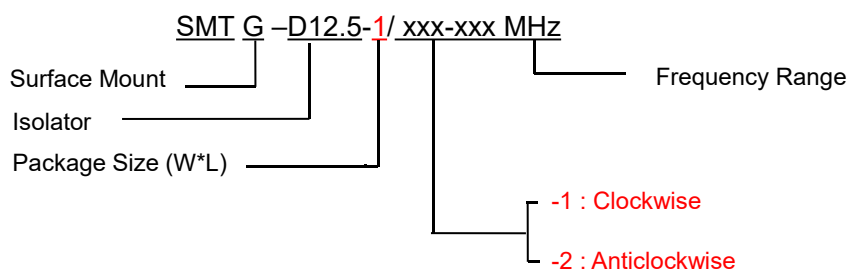 SMT G –D12.5-1/ xxx-xxx MHz
Surface Mount
Frequency Range
Isolator
Package Size (W*L)
-1 : Clockwise
-2 : Anticlockwise